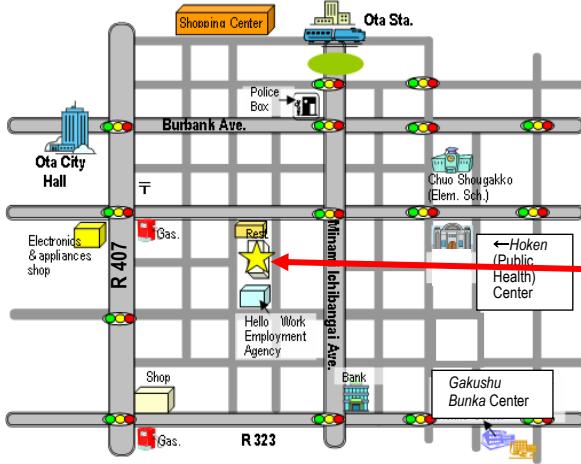 Shopping Center
Ota Sta.
Police
Box
Burbank Ave.
Ota City
Hall
〒
Chuo Shougakko
(Elem. Sch.)
Electronics
& appliances
shop
Gas.
Rest
R 407
Minami Ichibangai Ave.
←Hoken
(Public
Health)
Center
Hello Work
Employment
Agency
Shop
Bank
Gakushu
Bunka Center
Gas.
R 323